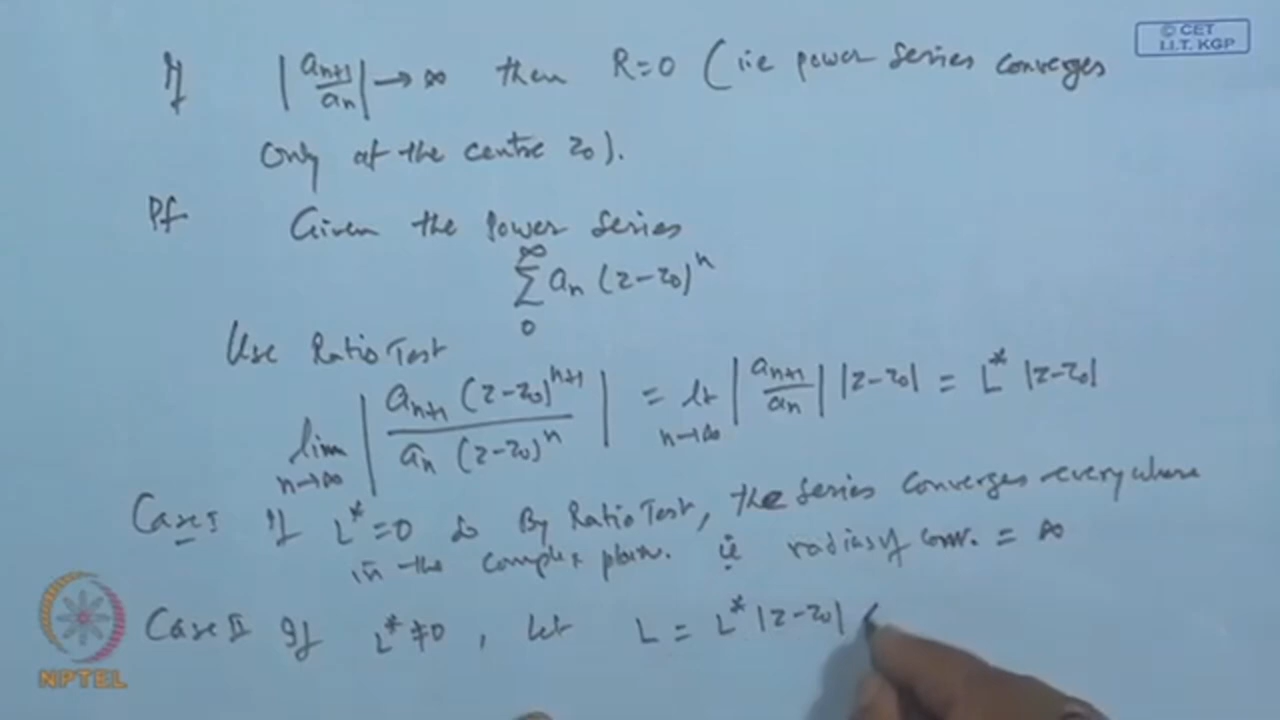 © CET
I.I.T. KGP
If |aₙ₊₁/aₙ| → ∞ then R=0 (i.e power series converges
only at the centre z₀).
Pf Given the power series
∑₀^∞ aₙ (z-z₀)ⁿ
Use Ratio Test
lim n→∞ |aₙ₊₁ (z-z₀)ⁿ⁺¹ / aₙ (z-z₀)ⁿ| = lt n→∞ |aₙ₊₁/aₙ| |z-z₀| = L* |z-z₀|
Case I If L*=0 So By Ratio Test, the series converges everywhere
in the complex plane. ie radius of conv. = ∞
Case II If L*≠0, let L = L* |z-z₀|
NPTEL